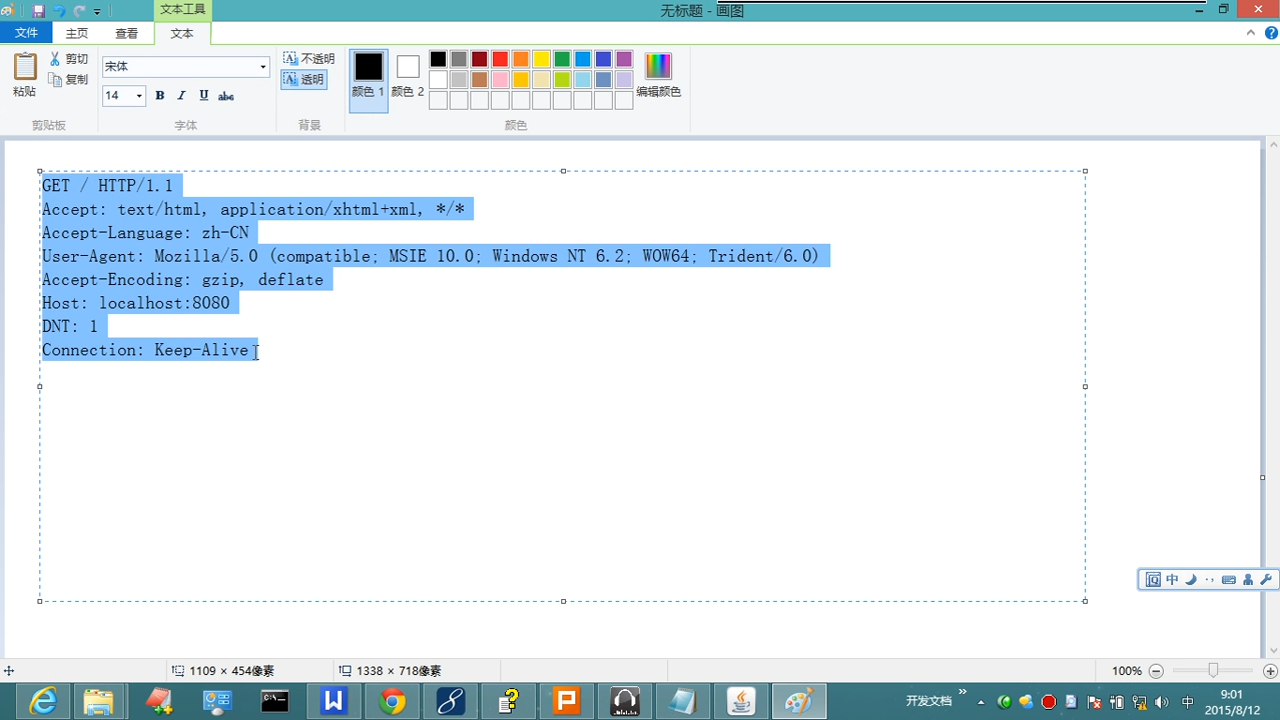 文本工具
无标题 - 画图
文件 主页 查看 文本
粘贴
剪切
复制
剪贴板
宋体
14 B I U abc
字体
不透明
透明
背景
颜色 1
颜色 2
编辑颜色
颜色
GET / HTTP/1.1
Accept: text/html, application/xhtml+xml, */*
Accept-Language: zh-CN
User-Agent: Mozilla/5.0 (compatible; MSIE 10.0; Windows NT 6.2; WOW64; Trident/6.0)
Accept-Encoding: gzip, deflate
Host: localhost:8080
DNT: 1
Connection: Keep-Alive
中
1109 × 454像素
1338 × 718像素
100%
开发文档
中
9:01
2015/8/12